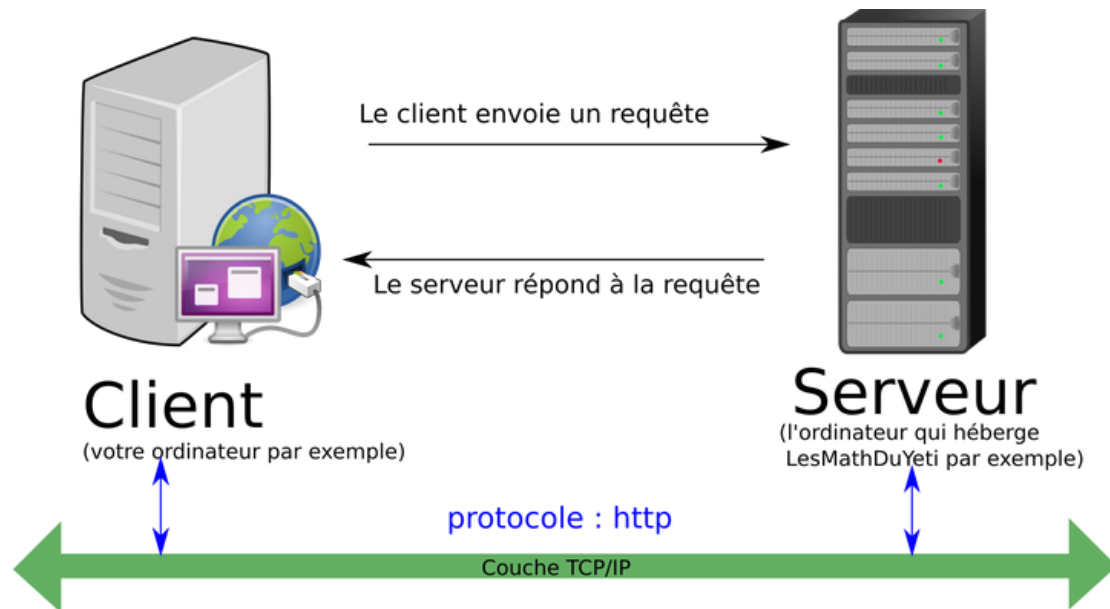 Le client envoie un requête
Le serveur répond à la requête
Client
(votre ordinateur par exemple)
Serveur
(l'ordinateur qui héberge
LesMathDuYeti par exemple)
protocole : http
Couche TCP/IP